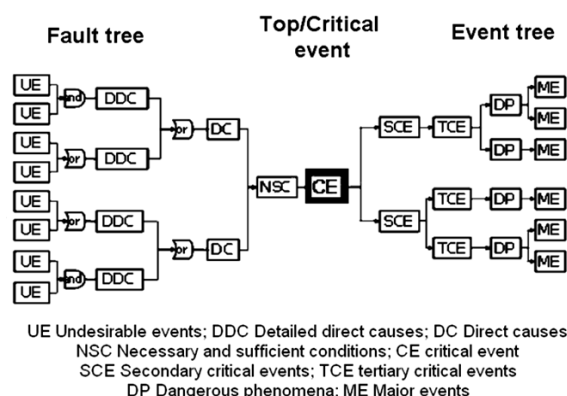 Fault tree
Top/Critical
event
Event tree
UE
UE
and
DDC
UE
UE
or
DDC
or
DC
UE
UE
or
DDC
UE
UE
and
DDC
or
DC
NSC
CE
SCE
TCE
DP
ME
ME
DP
ME
SCE
TCE
DP
ME
TCE
DP
ME
ME
UE Undesirable events; DDC Detailed direct causes; DC Direct causes
NSC Necessary and sufficient conditions; CE critical event
SCE Secondary critical events; TCE tertiary critical events
DP Dangerous phenomena; ME Major events